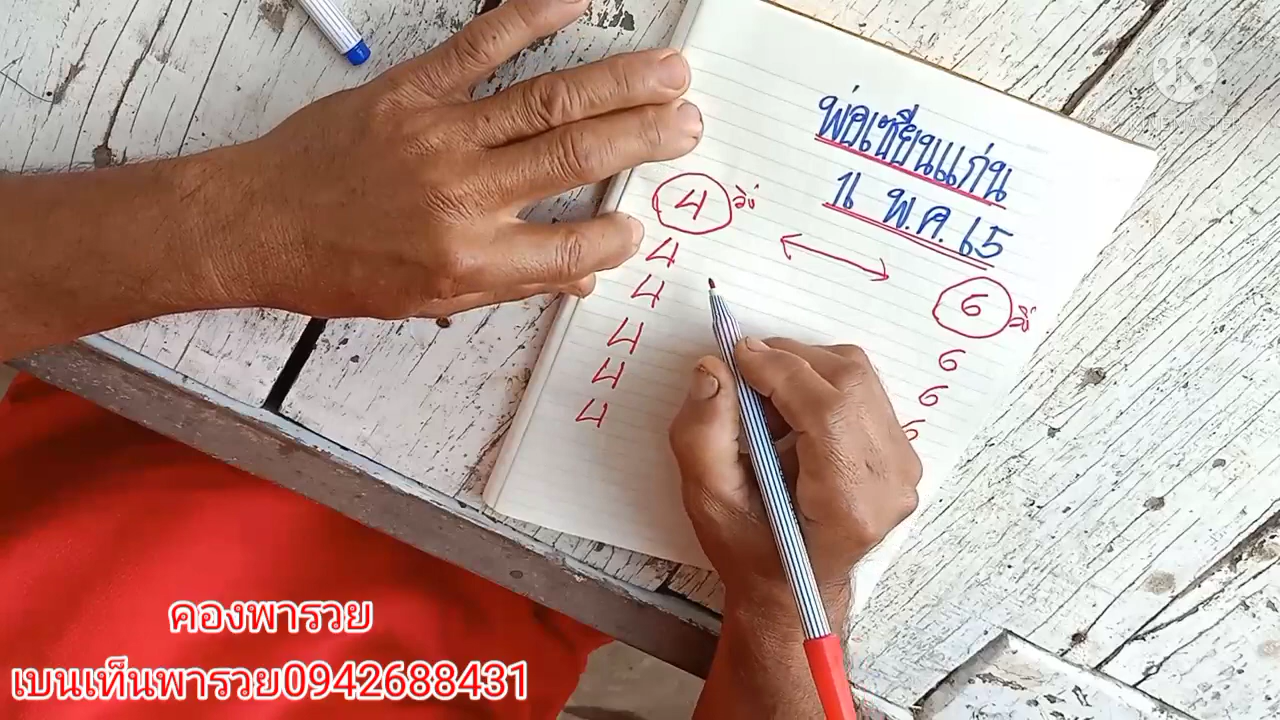 พ่อเซียนแก่น
1 พ.ค. 65
4 วิ่ง
6 วิ่ง
4
6
4
6
4
6
4
4
คองพารวย
เบนเท็นพารวย0942688431